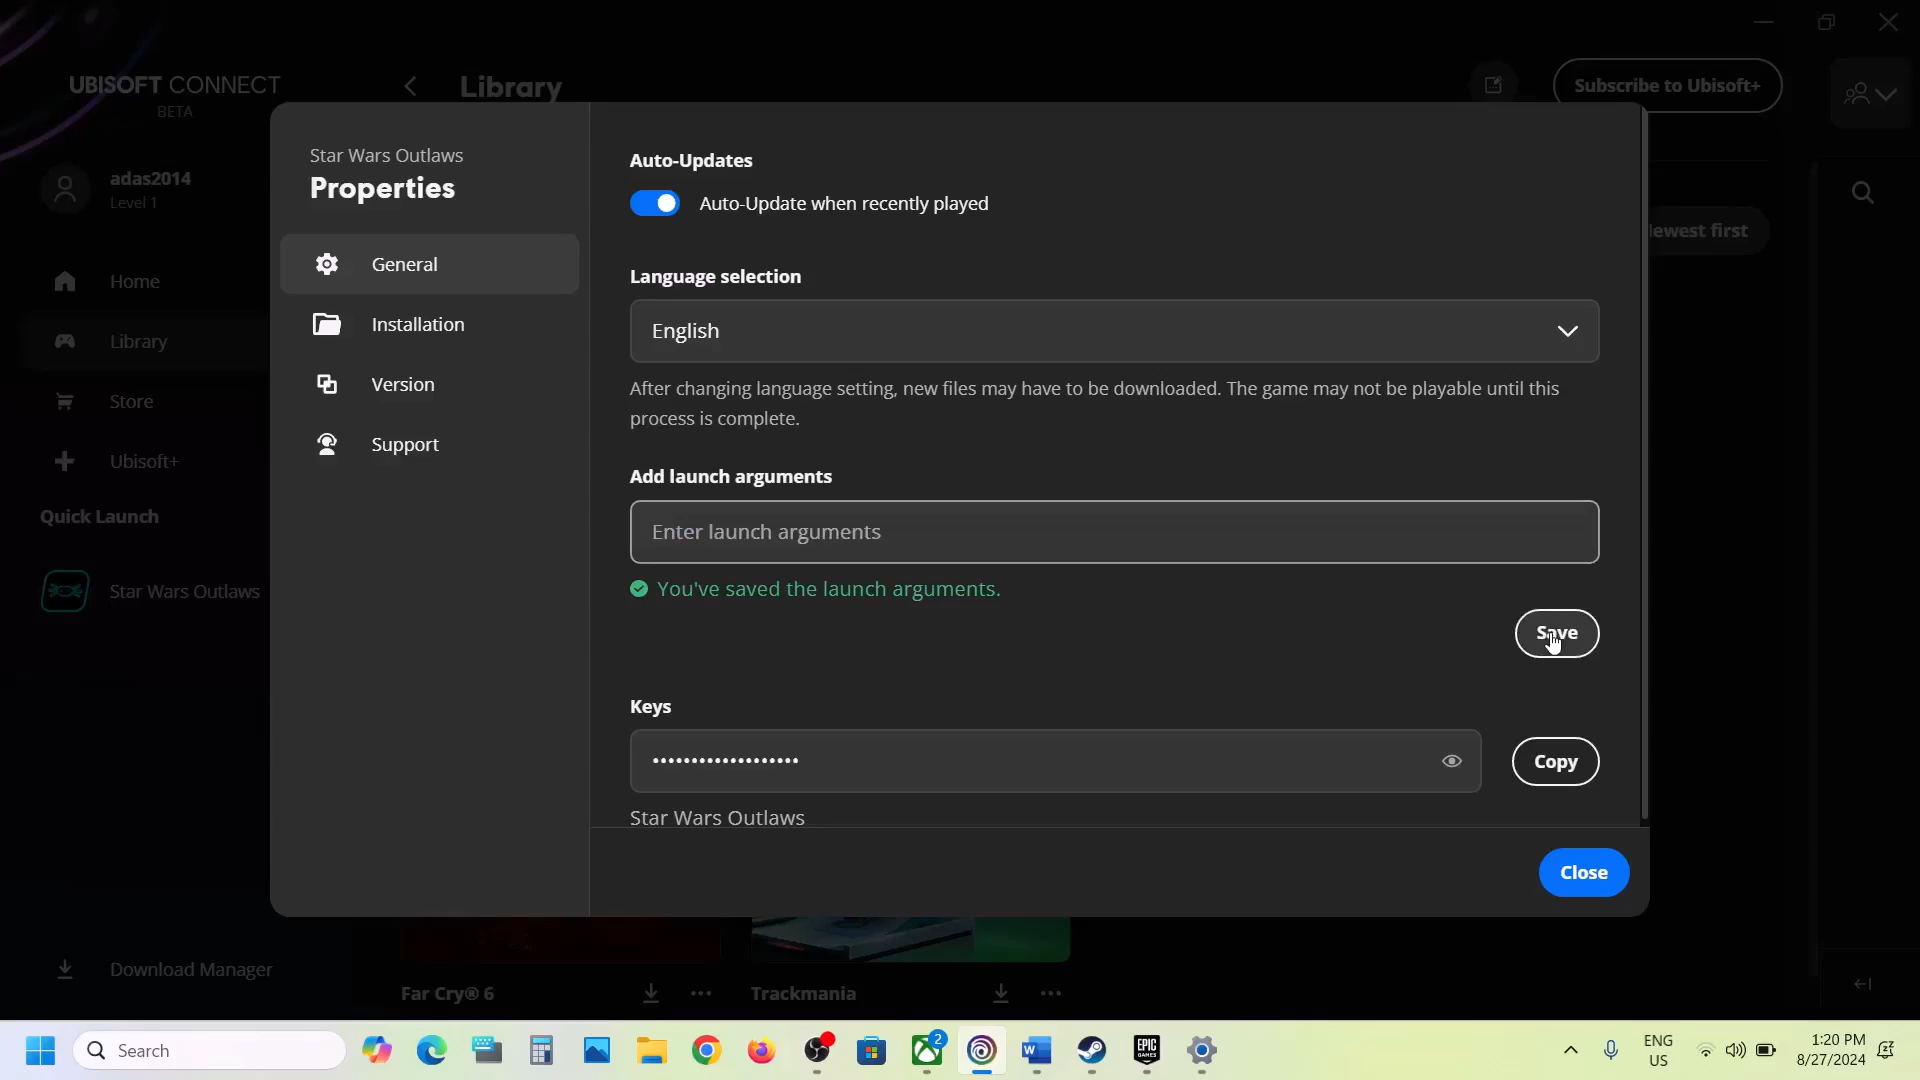 UBISOFT CONNECT
BETA
Library
Subscribe to Ubisoft+
adas2014
Level 1
Home
Library
Store
Ubisoft+
Quick Launch
Star Wars Outlaws
Download Manager
Star Wars Outlaws
Properties
General
Installation
Version
Support
Auto-Updates
Auto-Update when recently played
Language selection
English
After changing language setting, new files may have to be downloaded. The game may not be playable until this
process is complete.
Add launch arguments
Enter launch arguments
You've saved the launch arguments.
Save
Keys
•••••••••••••••••••
Copy
Star Wars Outlaws
Close
ewest first
Far Cry® 6
Trackmania
Search
2
EPIC
GAMES
ENG
US
1:20 PM
8/27/2024